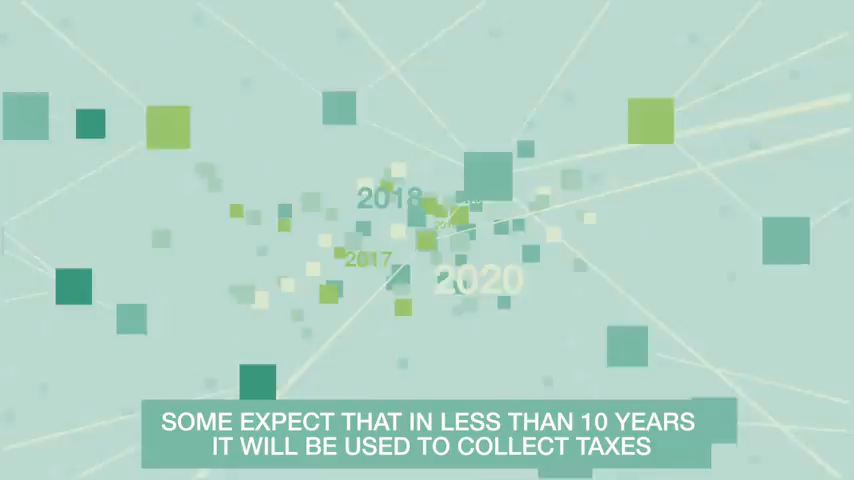 2018
2017
2020
SOME EXPECT THAT IN LESS THAN 10 YEARS
IT WILL BE USED TO COLLECT TAXES